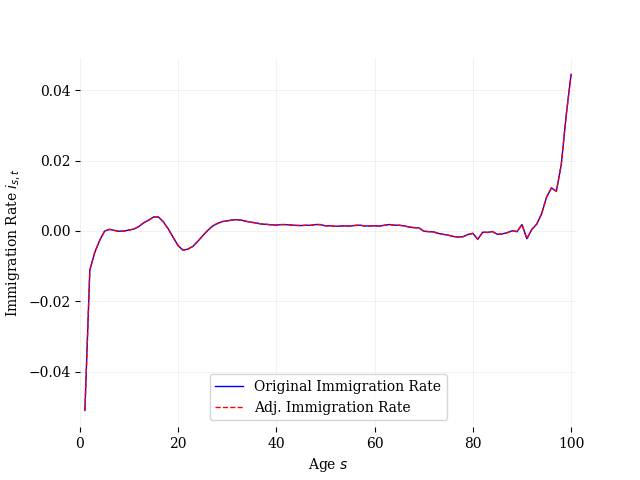 0.04
0.02
0.00
−0.02
−0.04
Immigration Rate i_{s,t}
Original Immigration Rate
Adj. Immigration Rate
0 20 40 60 80 100
Age s